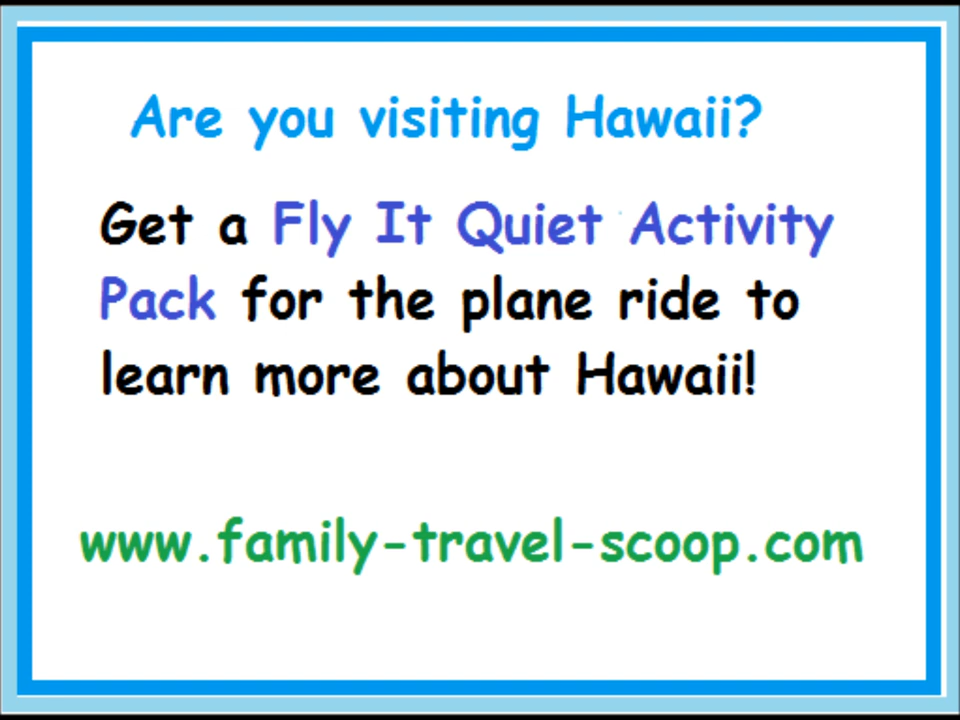 Are you visiting Hawaii?
Get a Fly It Quiet Activity
Pack for the plane ride to
learn more about Hawaii!
www.family-travel-scoop.com